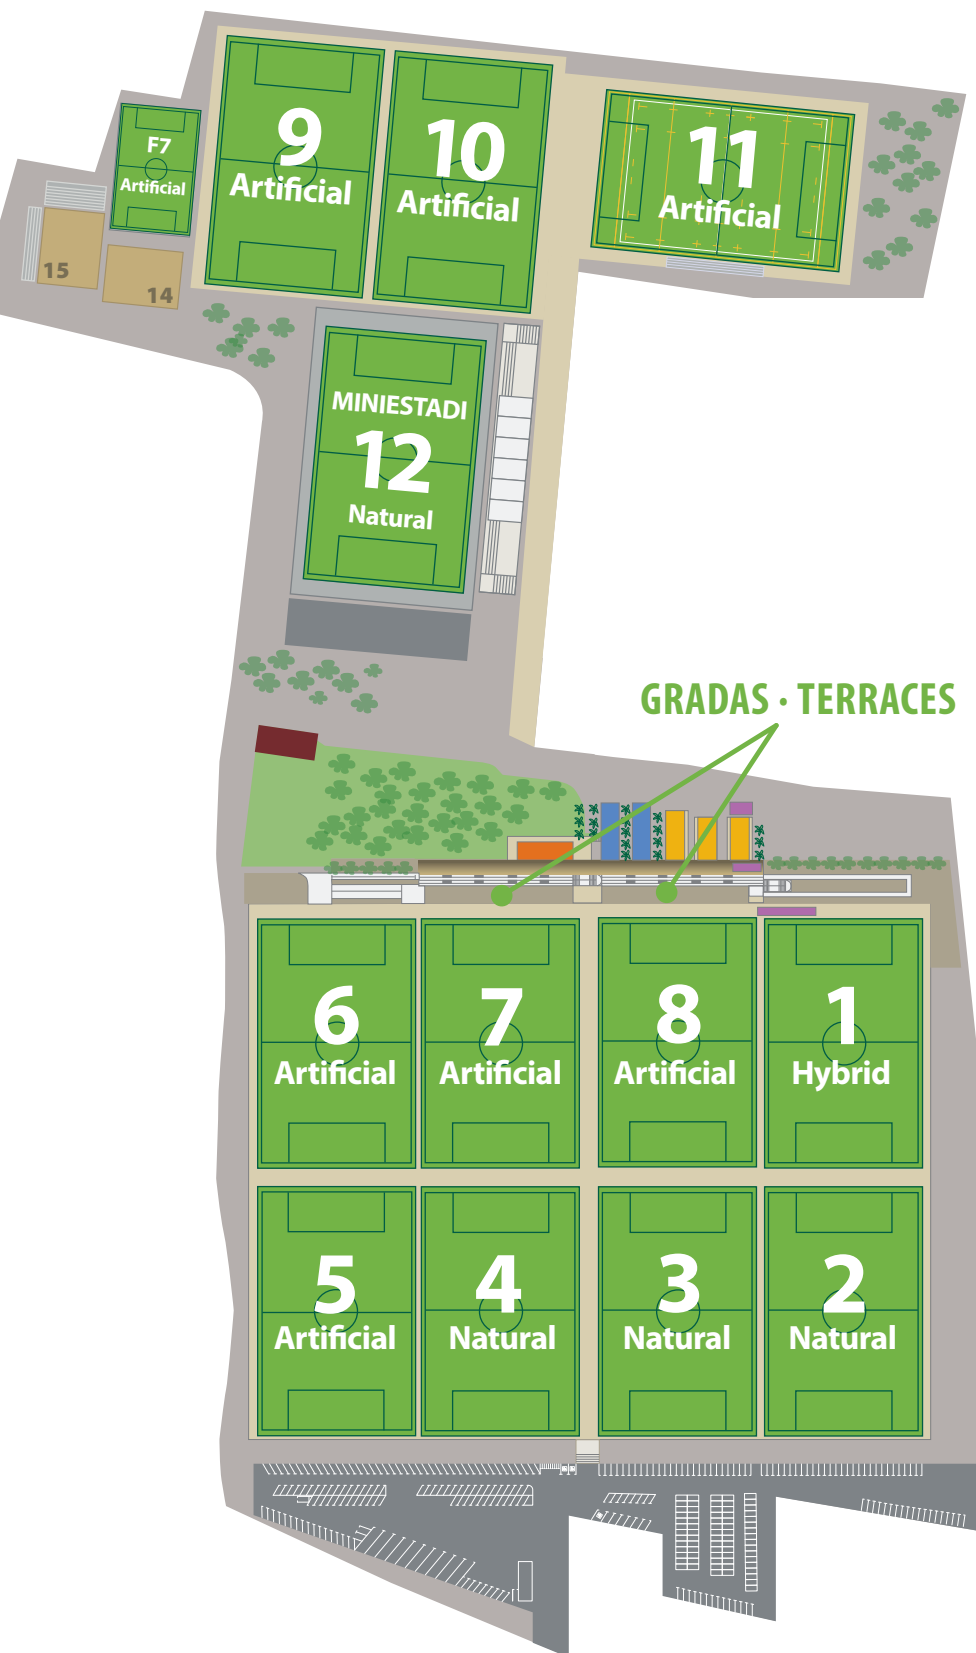 9
Artificial
10
Artificial
11
Artificial
F7
Artificial
15
14
MINIESTADI
12
Natural
GRADAS · TERRACES
6
Artificial
7
Artificial
8
Artificial
1
Hybrid
5
Artificial
4
Natural
3
Natural
2
Natural